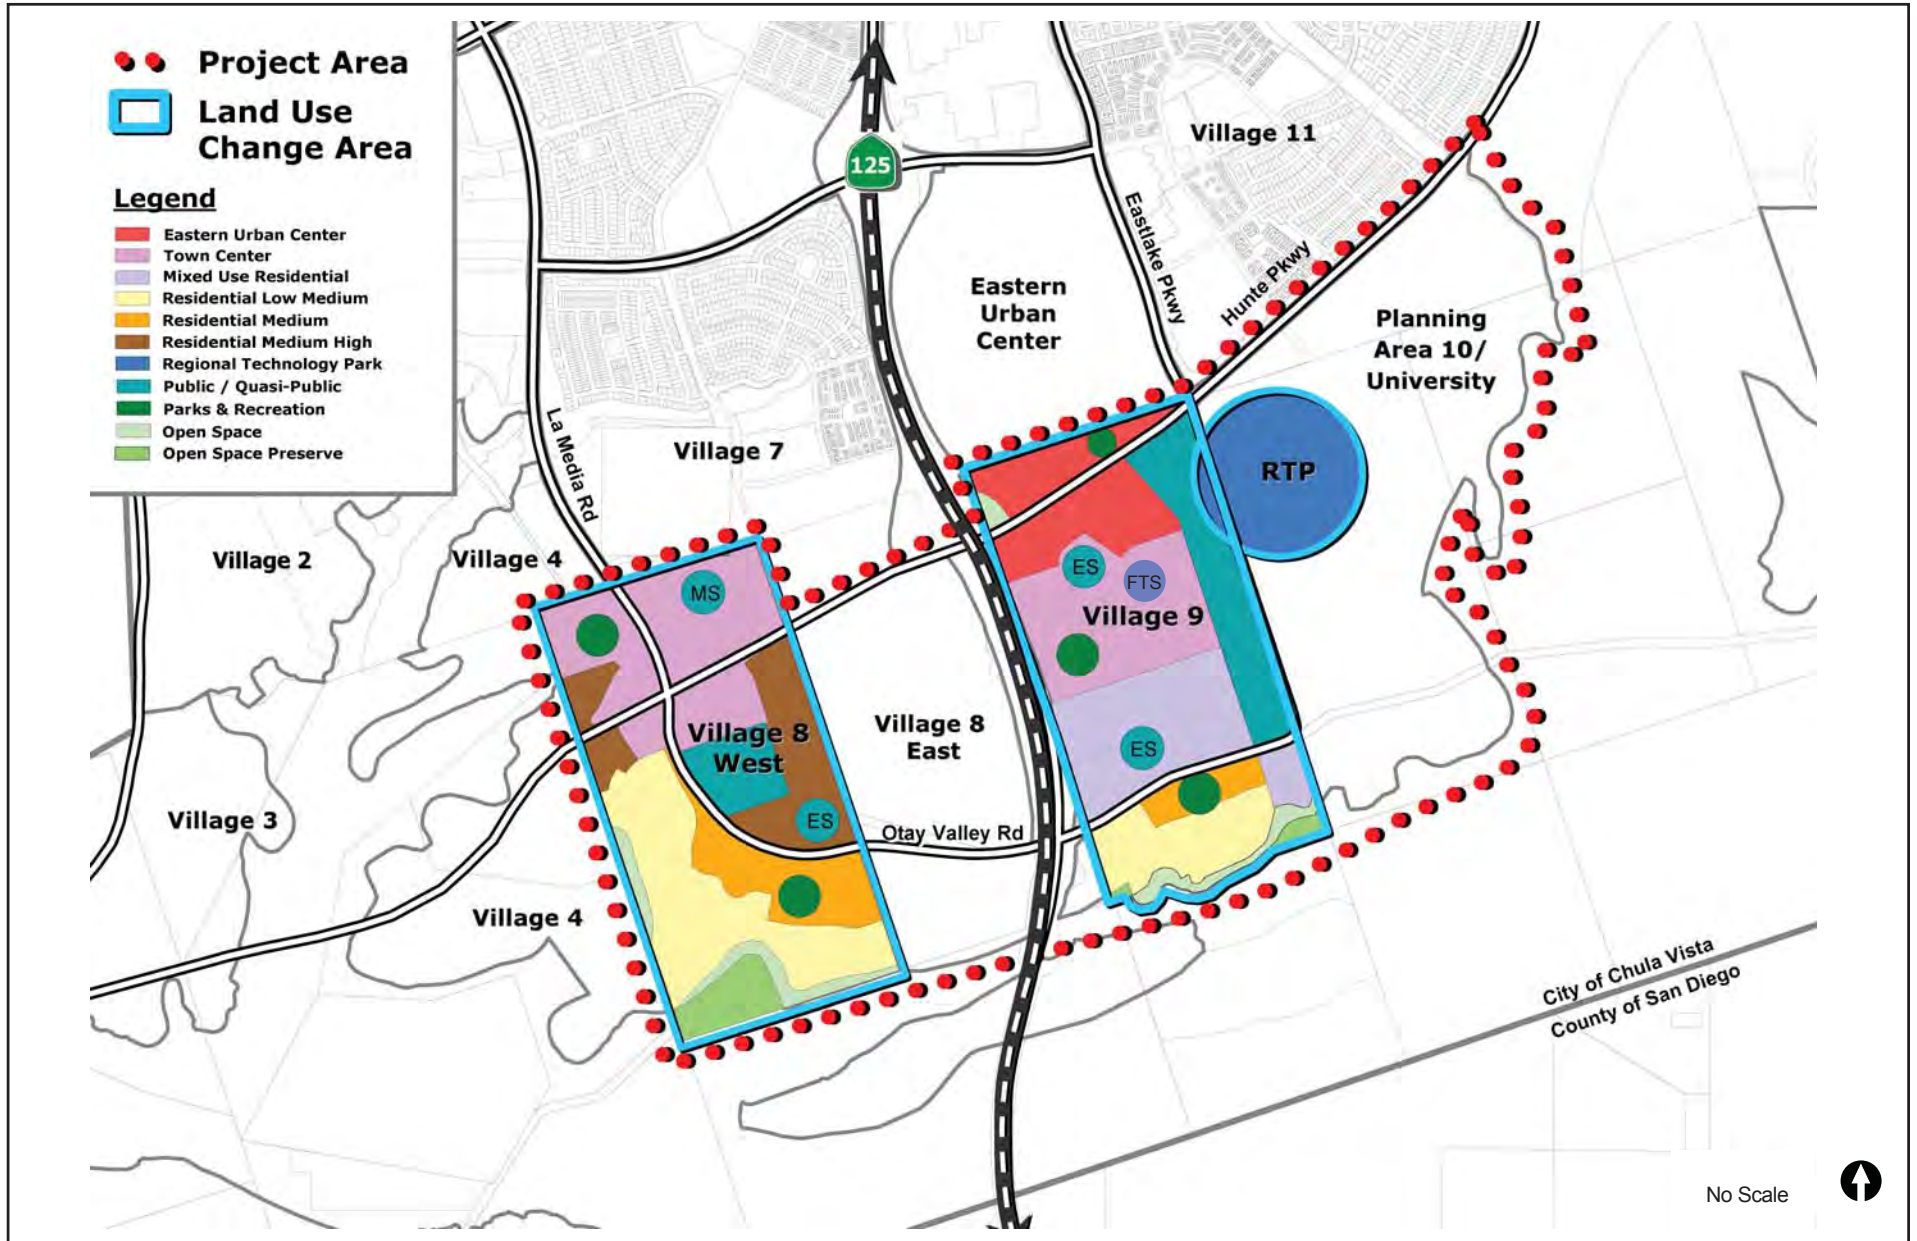 Project Area
Land Use
Change Area
Legend
Eastern Urban Center
Town Center
Mixed Use Residential
Residential Low Medium
Residential Medium
Residential Medium High
Regional Technology Park
Public / Quasi-Public
Parks & Recreation
Open Space
Open Space Preserve
125
Village 11
Eastlake Pkwy
Hunte Pkwy
Eastern
Urban
Center
Planning
Area 10/
University
La Media Rd
Village 7
RTP
Village 2
Village 4
MS
ES
FTS
Village 9
Village 8
West
Village 8
East
ES
Village 3
ES
Otay Valley Rd
Village 4
City of Chula Vista
County of San Diego
No Scale